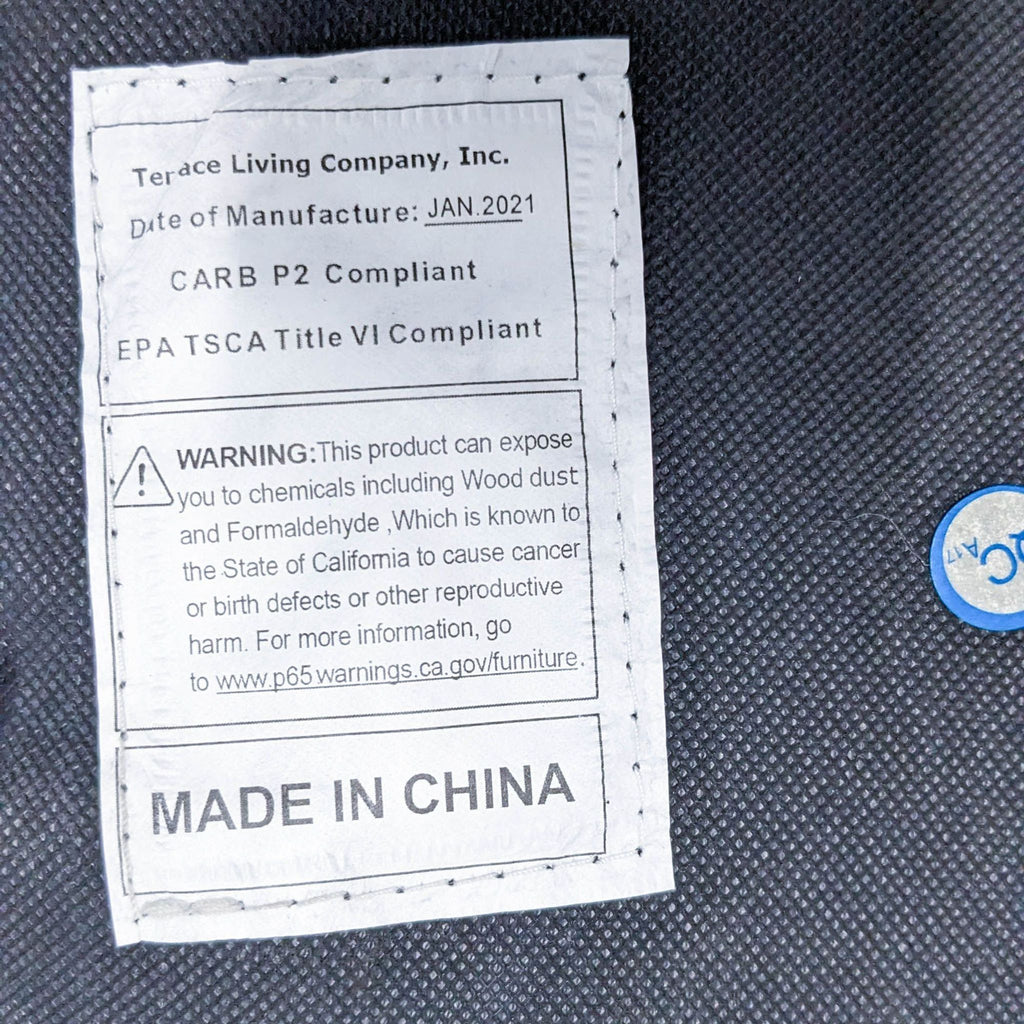 Terace Living Company, Inc.
Date of Manufacture: JAN.2021
CARB P2 Compliant
EPA TSCA Title VI Compliant
WARNING:This product can expose
you to chemicals including Wood dust
and Formaldehyde ,Which is known to
the State of California to cause cancer
or birth defects or other reproductive
harm. For more information, go
to www.p65warnings.ca.gov/furniture.
MADE IN CHINA
QC
A17